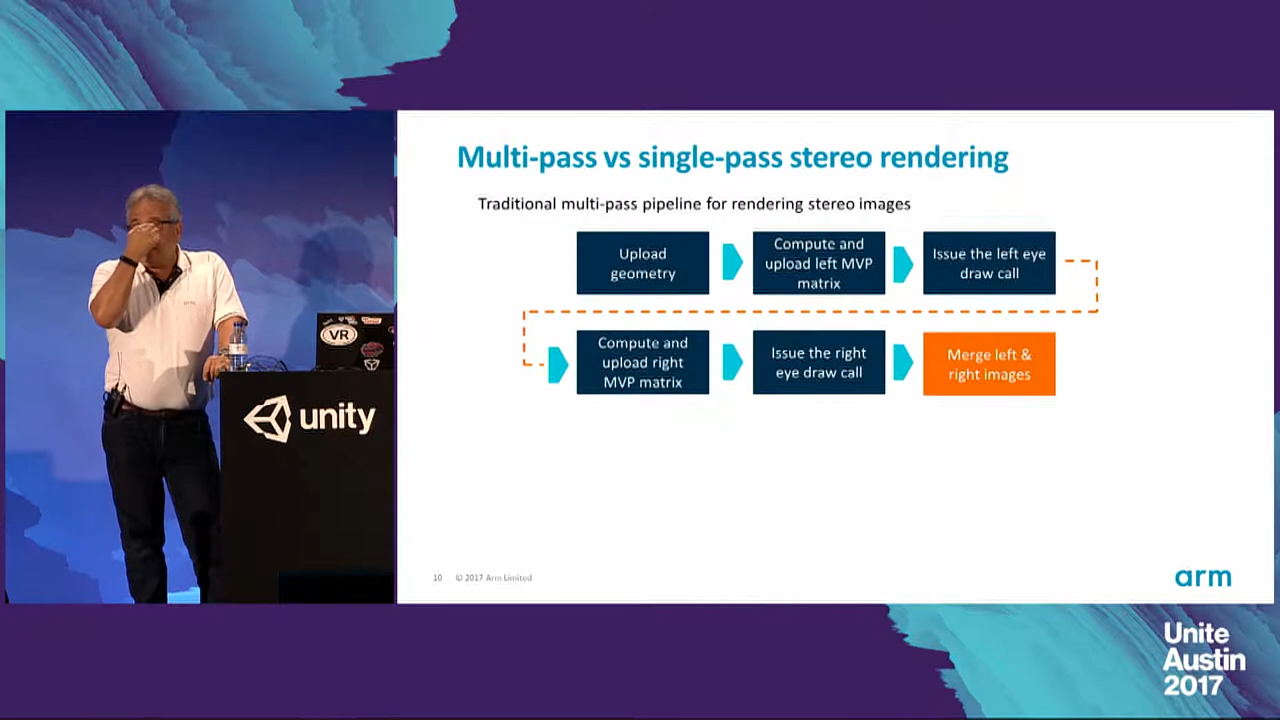 Multi-pass vs single-pass stereo rendering
Traditional multi-pass pipeline for rendering stereo images
Upload
geometry
Compute and
upload left MVP
matrix
Issue the left eye
draw call
Compute and
upload right
MVP matrix
Issue the right
eye draw call
Merge left &
right images
VR
unity
10 © 2017 Arm Limited
arm
Unite
Austin
2017